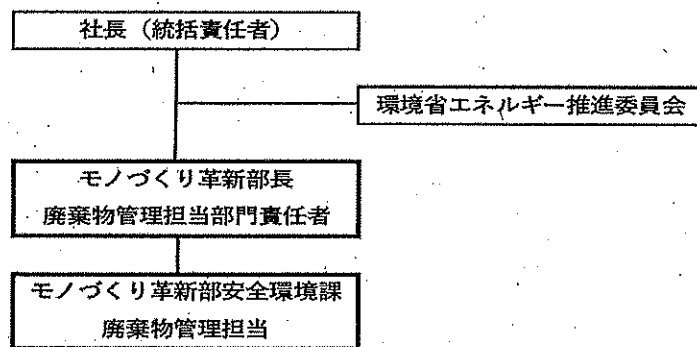 社長（統括責任者）
環境省エネルギー推進委員会
モノづくり革新部長
廃棄物管理担当部門責任者
モノづくり革新部安全環境課
廃棄物管理担当